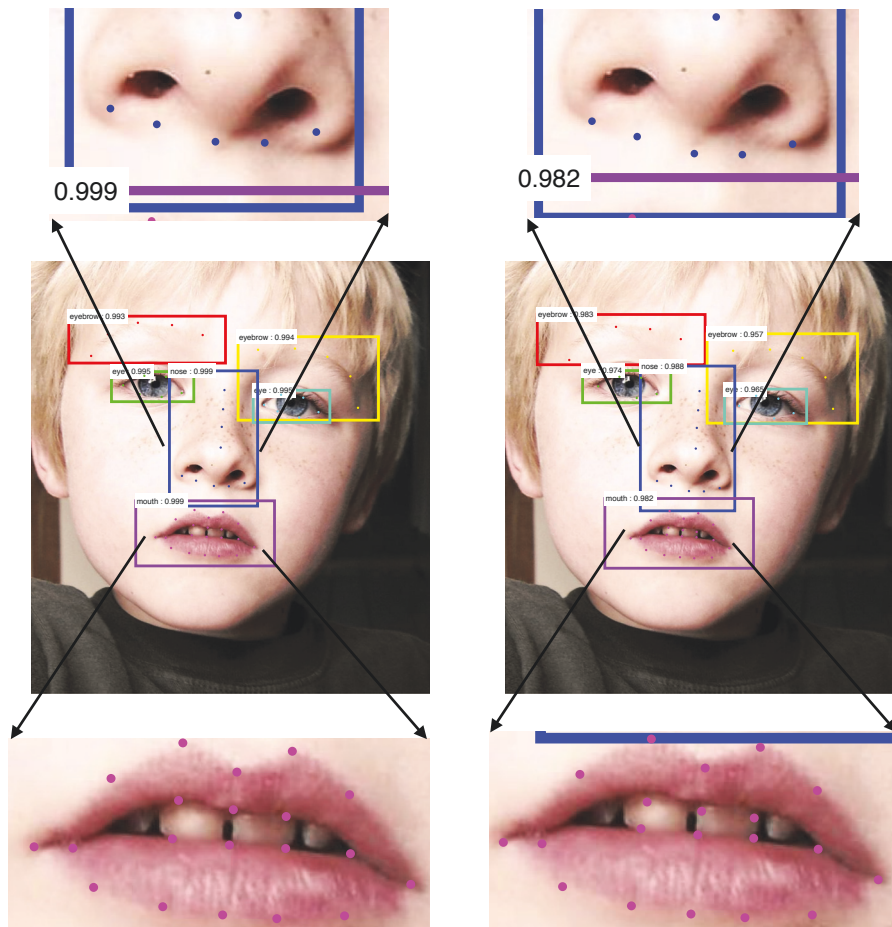 0.999
0.982
eyebrow : 0.993
eyebrow : 0.994
eye : 0.995
nose : 0.999
eye : 0.995
mouth : 0.999
eyebrow : 0.983
eyebrow : 0.957
eye : 0.974
nose : 0.988
eye : 0.965
mouth : 0.982